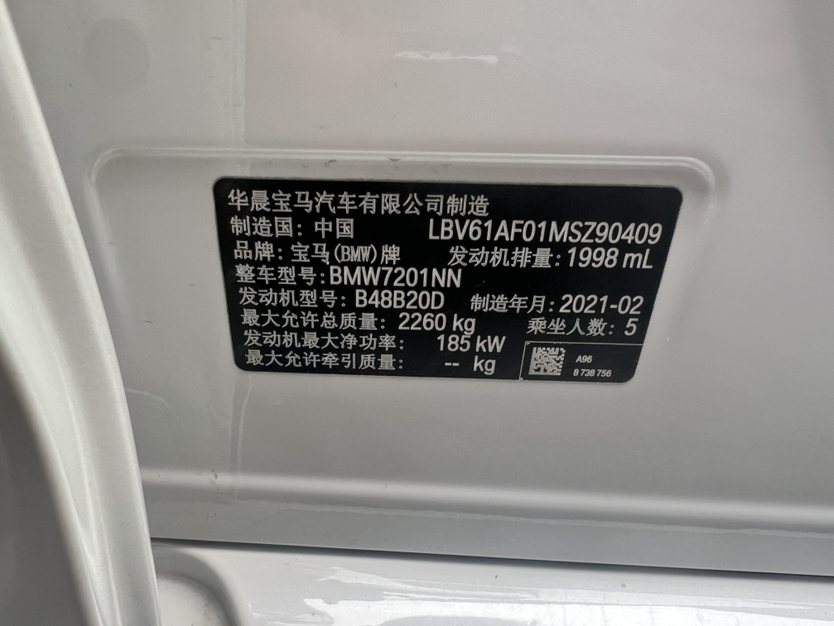 华晨宝马汽车有限公司制造
制造国: 中国 LBV61AF01MSZ90409
品牌: 宝马(BMW)牌 发动机排量: 1998 mL
整车型号: BMW7201NN
发动机型号: B48B20D 制造年月: 2021-02
最大允许总质量: 2260 kg 乘坐人数: 5
发动机最大净功率: 185 kW
最大允许牵引质量: -- kg
A96
8 738 756